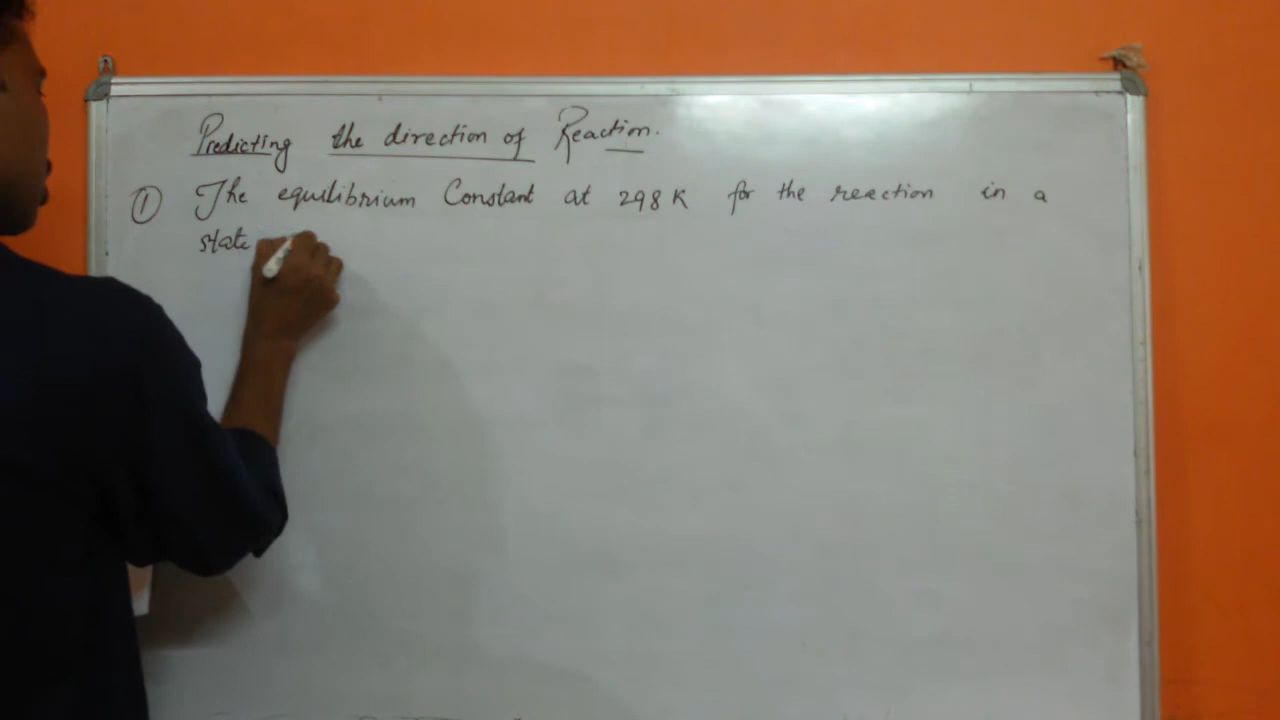 Predicting the direction of Reaction.
① The equilibrium Constant at 298 K for the reaction in a
state